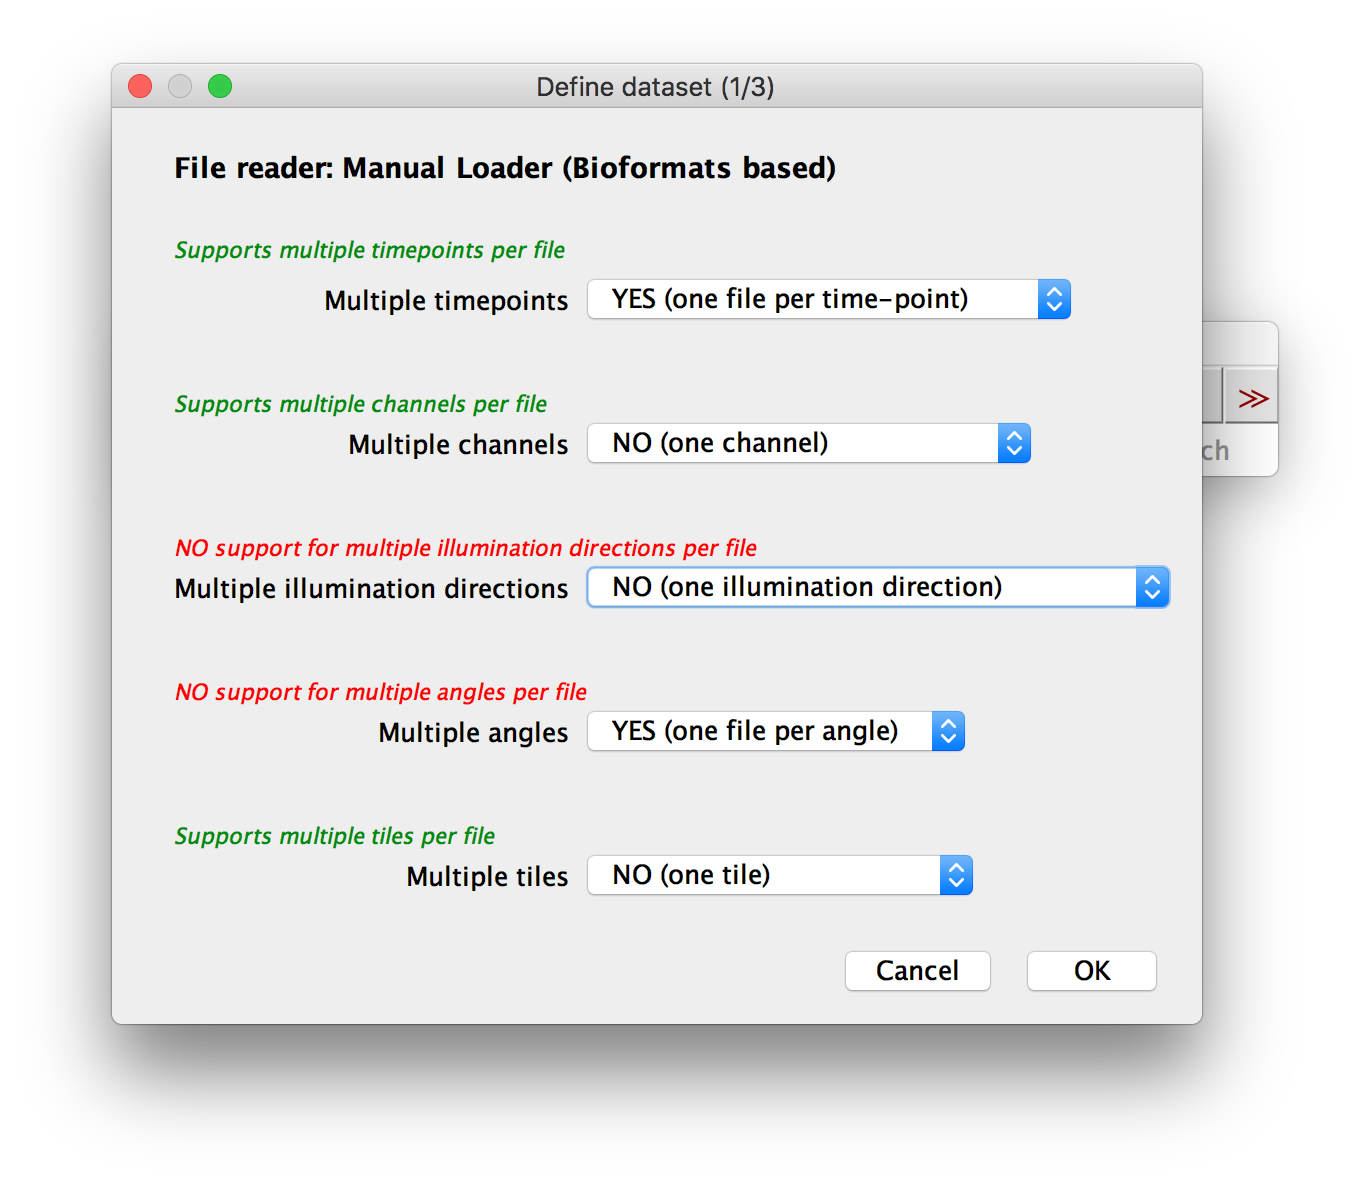 Define dataset (1/3)
File reader: Manual Loader (Bioformats based)
Supports multiple timepoints per file
Multiple timepoints YES (one file per time-point)
Supports multiple channels per file
≫
Multiple channels NO (one channel)
ch
NO support for multiple illumination directions per file
Multiple illumination directions NO (one illumination direction)
NO support for multiple angles per file
Multiple angles YES (one file per angle)
Supports multiple tiles per file
Multiple tiles NO (one tile)
Cancel OK